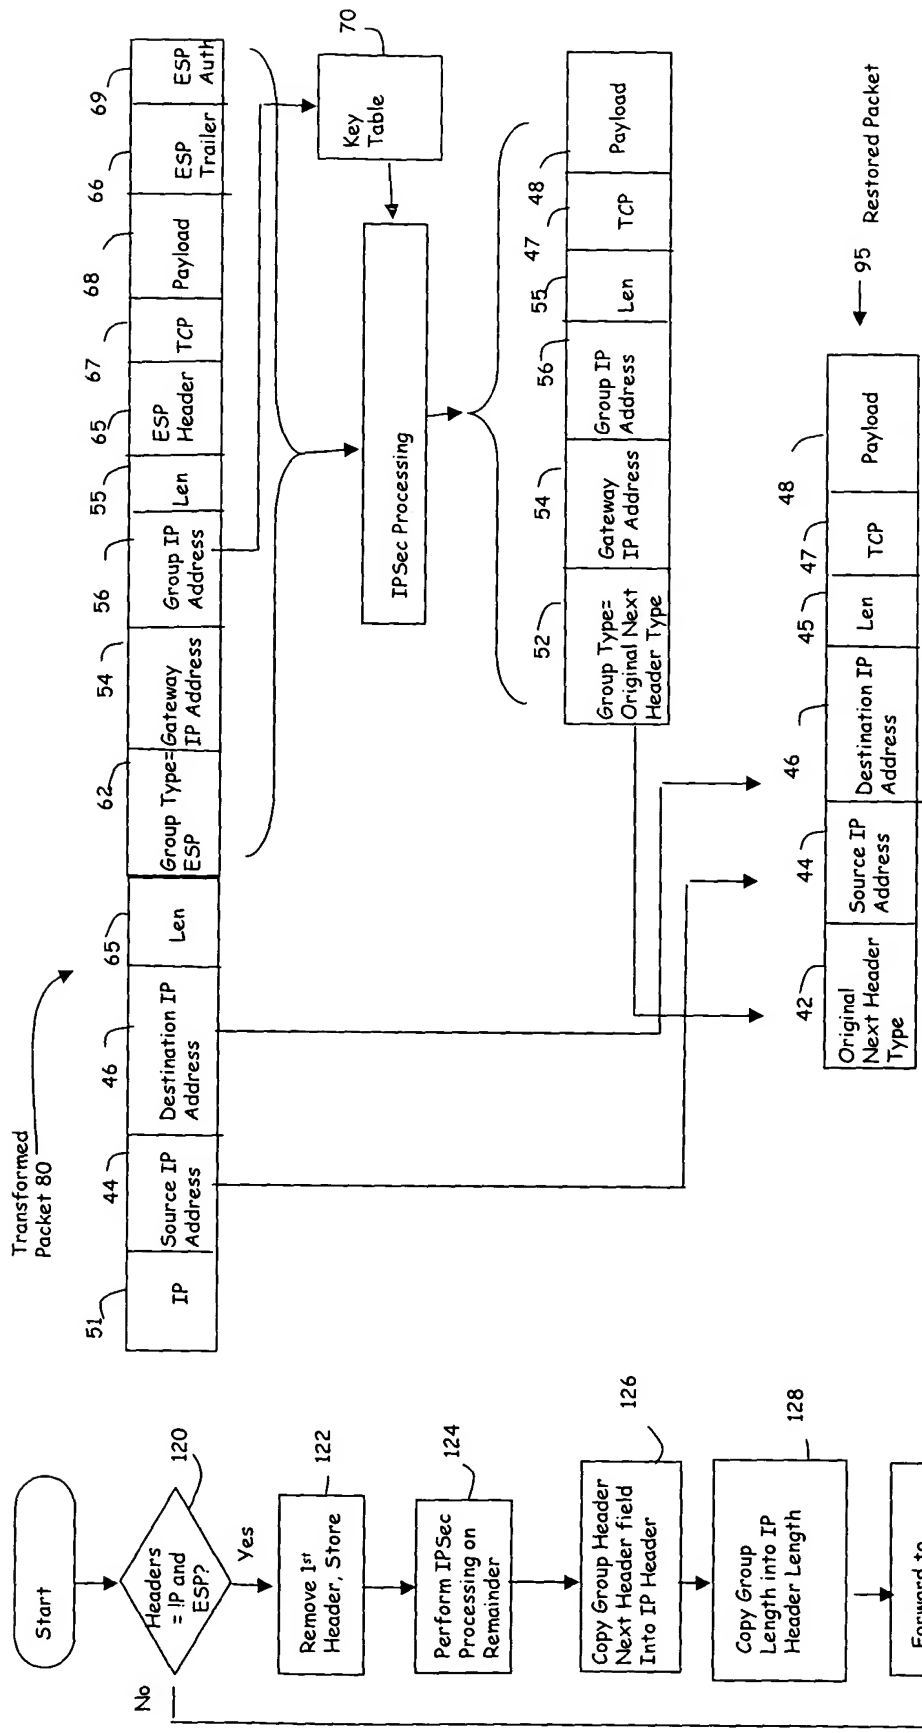 Start
Headers
= IP and
ESP?
120
No
Yes
Remove 1st
Header, Store
122
Perform IPSec
Processing on
Remainder
124
Copy Group Header
Next Header field
Into IP Header
126
Copy Group
Length into IP
Header Length
128
Forward to
Transformed
Packet 80
51
44
46
65
62
54
56
55
65
67
68
66
69
IP
Source IP
Address
Destination IP
Address
Len
Group Type=
ESP
Gateway
IP Address
Group IP
Address
Len
ESP
Header
TCP
Payload
ESP
Trailer
ESP
Auth
70
Key
Table
IPSec Processing
52
54
56
55
47
48
Group Type=
Original Next
Header Type
Gateway
IP Address
Group IP
Address
Len
TCP
Payload
42
44
46
45
47
48
95 Restored Packet
Original
Next Header
Type
Source IP
Address
Destination IP
Address
Len
TCP
Payload